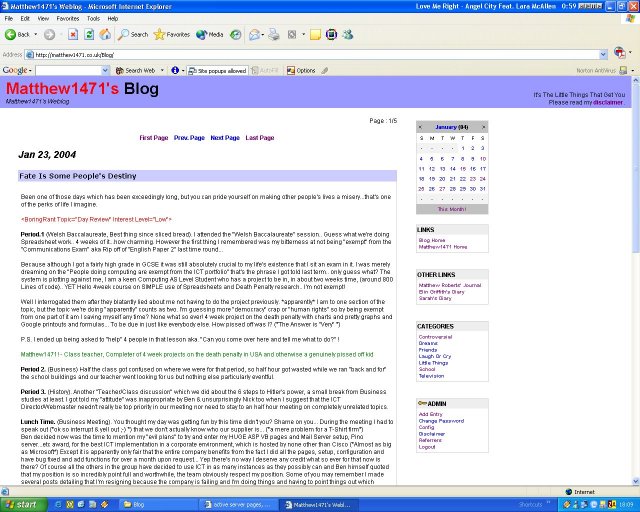 Matthew1471's Weblog - Microsoft Internet Explorer
Love Me Right - Angel City Feat. Lara McAllen 0:59
File Edit View Favorites Tools Help
Back Search Favorites Media
Address http://matthew1471.co.uk/Blog/ Go Links
Google Search Web Site popups allowed AutoFill Options Norton AntiVirus
Matthew1471's Blog
Matthew1471's Weblog
It's The Little Things That Get You
Please read my disclaimer.
Page : 1/5
First Page Prev. Page Next Page Last Page
Jan 23, 2004
Fate Is Some People's Destiny
Been one of those days which has been exceedingly long, but you can pride yourself on making other people's lives a misery...that's one
of the perks of life I imagine.
<BoringRant Topic="Day Review" Interest Level="Low">
Period.1 (Welsh Baccalaureate, Best thing since sliced bread). I attended the "Welsh Baccalaureate" session.. Guess what we're doing
Spreadsheet work.. 4 weeks of it..how charming. However the first thing I remembered was my bitterness at not being "exempt" from the
"Communications Exam" aka Rip off of "English Paper 2" last time round...
Because although I got a fairly high grade in GCSE it was still absolutely crucial to my life's existence that I sit an exam in it. I was merely
dreaming on the "People doing computing are exempt from the ICT portfolio" that's the phrase I got told last term.. only guess what? The
system is plotting against me, I am a keen Computing AS Level Student who has a project to be in, in about two weeks time, (around 800
Lines of code).. YET Hello 4week course on SIMPLE use of Spreadsheets and Death Penalty research.. I'm not exempt!!
Well I interrogated them after they blatantly lied about me not having to do the project previously. "apparently" I am to one section of the
topic, but the topic we're doing "apparently" counts as two. I'm guessing more "democracy" crap or "human rights" so by being exempt
from one part of it am I saving myself any time? None what so ever! 4 weeks on the death penalty with charts and pretty graphs and
Google printouts and formulas... To be due in just like everybody else. How pissed off was I? ("The Answer is "Very" ")
P.S. I ended up being asked to "help" 4 people in that lesson aka. "Can you come over here and tell me what to do?" !
Matthew1471- Class teacher, Completer of 4 week projects on the death penalty in USA and otherwise a genuinely pissed off kid
Period 2. (Business) Half the class got confused on where we were for that period, so half hour got wasted while we ran "back and for"
the school buildings and our teacher went looking for us but nothing else particularly eventful.
Period 3. (History). Another "Teacher/Class discussion" which we did about the 6 steps to Hitler's power, a small break from Business
studies at least. I got told my "attitude" was inappropriate by Ben & unsurprisingly Nick too when I suggest that the ICT
Director/Webmaster needn't really be top priority in our meeting nor need to stay an half hour meeting on completely unrelated topics.
Lunch Time. (Business Meeting). You thought my day was getting fun by this time didn't you? Shame on you... During the meeting I had to
speak out ("ok so interrupt & yell out ;-) ") that we don't actually know who our supplier is... ("a mere problem for a T-Shirt firm")
Ben decided now was the time to mention my "evil plans" to try and enter my HUGE ASP VB pages and Mail Server setup, Pino
server..etc award, for the best ICT implementation in a corporate environment, which is hosted by none other than Cisco ("Almost as big
as Microsoft") Except it is apparently only fair that the entire company benefits from the fact I did all the pages, setup, configuration and
have bug fixed and add functions for over a month upon request... Yep there's no way I deserve any credit what so ever for that now is
there? Of course all the others in the group have decided to use ICT in as many instances as they possibly can and Ben himself quoted
that my position is so incredibly point full and worthwhile, the team obviously respect my position. Some of you may remember I made
several posts detailing that I'm resigning because the company is failing and I'm doing things and having to point things out which
< January (04) >
S M T W T F S
. . . . 1 2 3
4 5 6 7 8 9 10
11 12 13 14 15 16 17
18 19 20 21 22 23 24
25 26 27 28 29 30 31
. . . . . . .
This Month!
LINKS
Blog Home
Matthew1471 Home
OTHER LINKS
Matthew Roberts' Journal
Elin Griffith's Diary
Sarah's Diary
CATEGORIES
Controversial
Dreams
Friends
Laugh Or Cry
Little Things
School
Television
ADMIN
Add Entry
Change Password
Config
Disclaimer
Referrers
Logout
Internet
start Blog active server pages, ... Matthew1471's Webl... Shortcuts 18:09